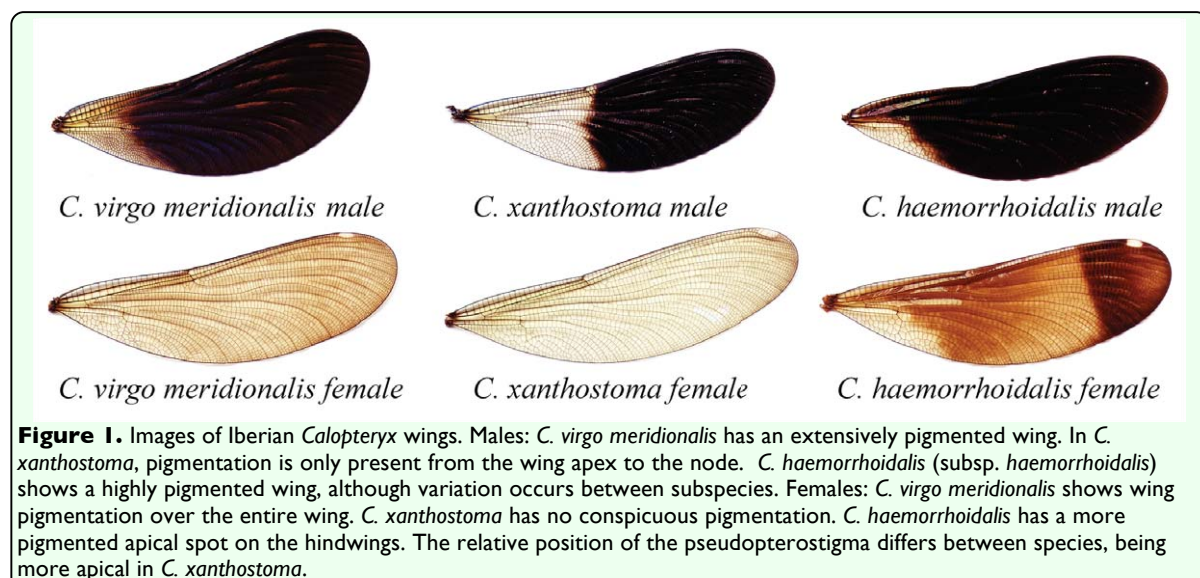 C. virgo meridionalis male C. xanthostoma male C. haemorrhoidalis male
C. virgo meridionalis female C. xanthostoma female C. haemorrhoidalis female
Figure 1. Images of Iberian Calopteryx wings. Males: C. virgo meridionalis has an extensively pigmented wing. In C.
xanthostoma, pigmentation is only present from the wing apex to the node. C. haemorrhoidalis (subsp. haemorrhoidalis)
shows a highly pigmented wing, although variation occurs between subspecies. Females: C. virgo meridionalis shows wing
pigmentation over the entire wing. C. xanthostoma has no conspicuous pigmentation. C. haemorrhoidalis has a more
pigmented apical spot on the hindwings. The relative position of the pseudopterostigma differs between species, being
more apical in C. xanthostoma.